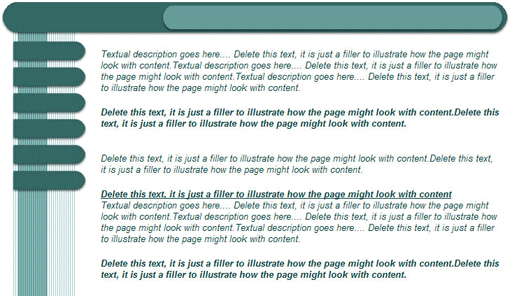 Textual description goes here.... Delete this text, it is just a filler to illustrate how the page might
look with content.Textual description goes here.... Delete this text, it is just a filler to illustrate how
the page might look with content.Textual description goes here.... Delete this text, it is just a filler
to illustrate how the page might look with content.
Delete this text, it is just a filler to illustrate how the page might look with content.Delete this
text, it is just a filler to illustrate how the page might look with content.
Delete this text, it is just a filler to illustrate how the page might look with content.Delete this text,
it is just a filler to illustrate how the page might look with content.
Delete this text, it is just a filler to illustrate how the page might look with content
Textual description goes here.... Delete this text, it is just a filler to illustrate how the page might
look with content.Textual description goes here.... Delete this text, it is just a filler to illustrate how
the page might look with content.Textual description goes here.... Delete this text, it is just a filler
to illustrate how the page might look with content.
Delete this text, it is just a filler to illustrate how the page might look with content.Delete this
text, it is just a filler to illustrate how the page might look with content.